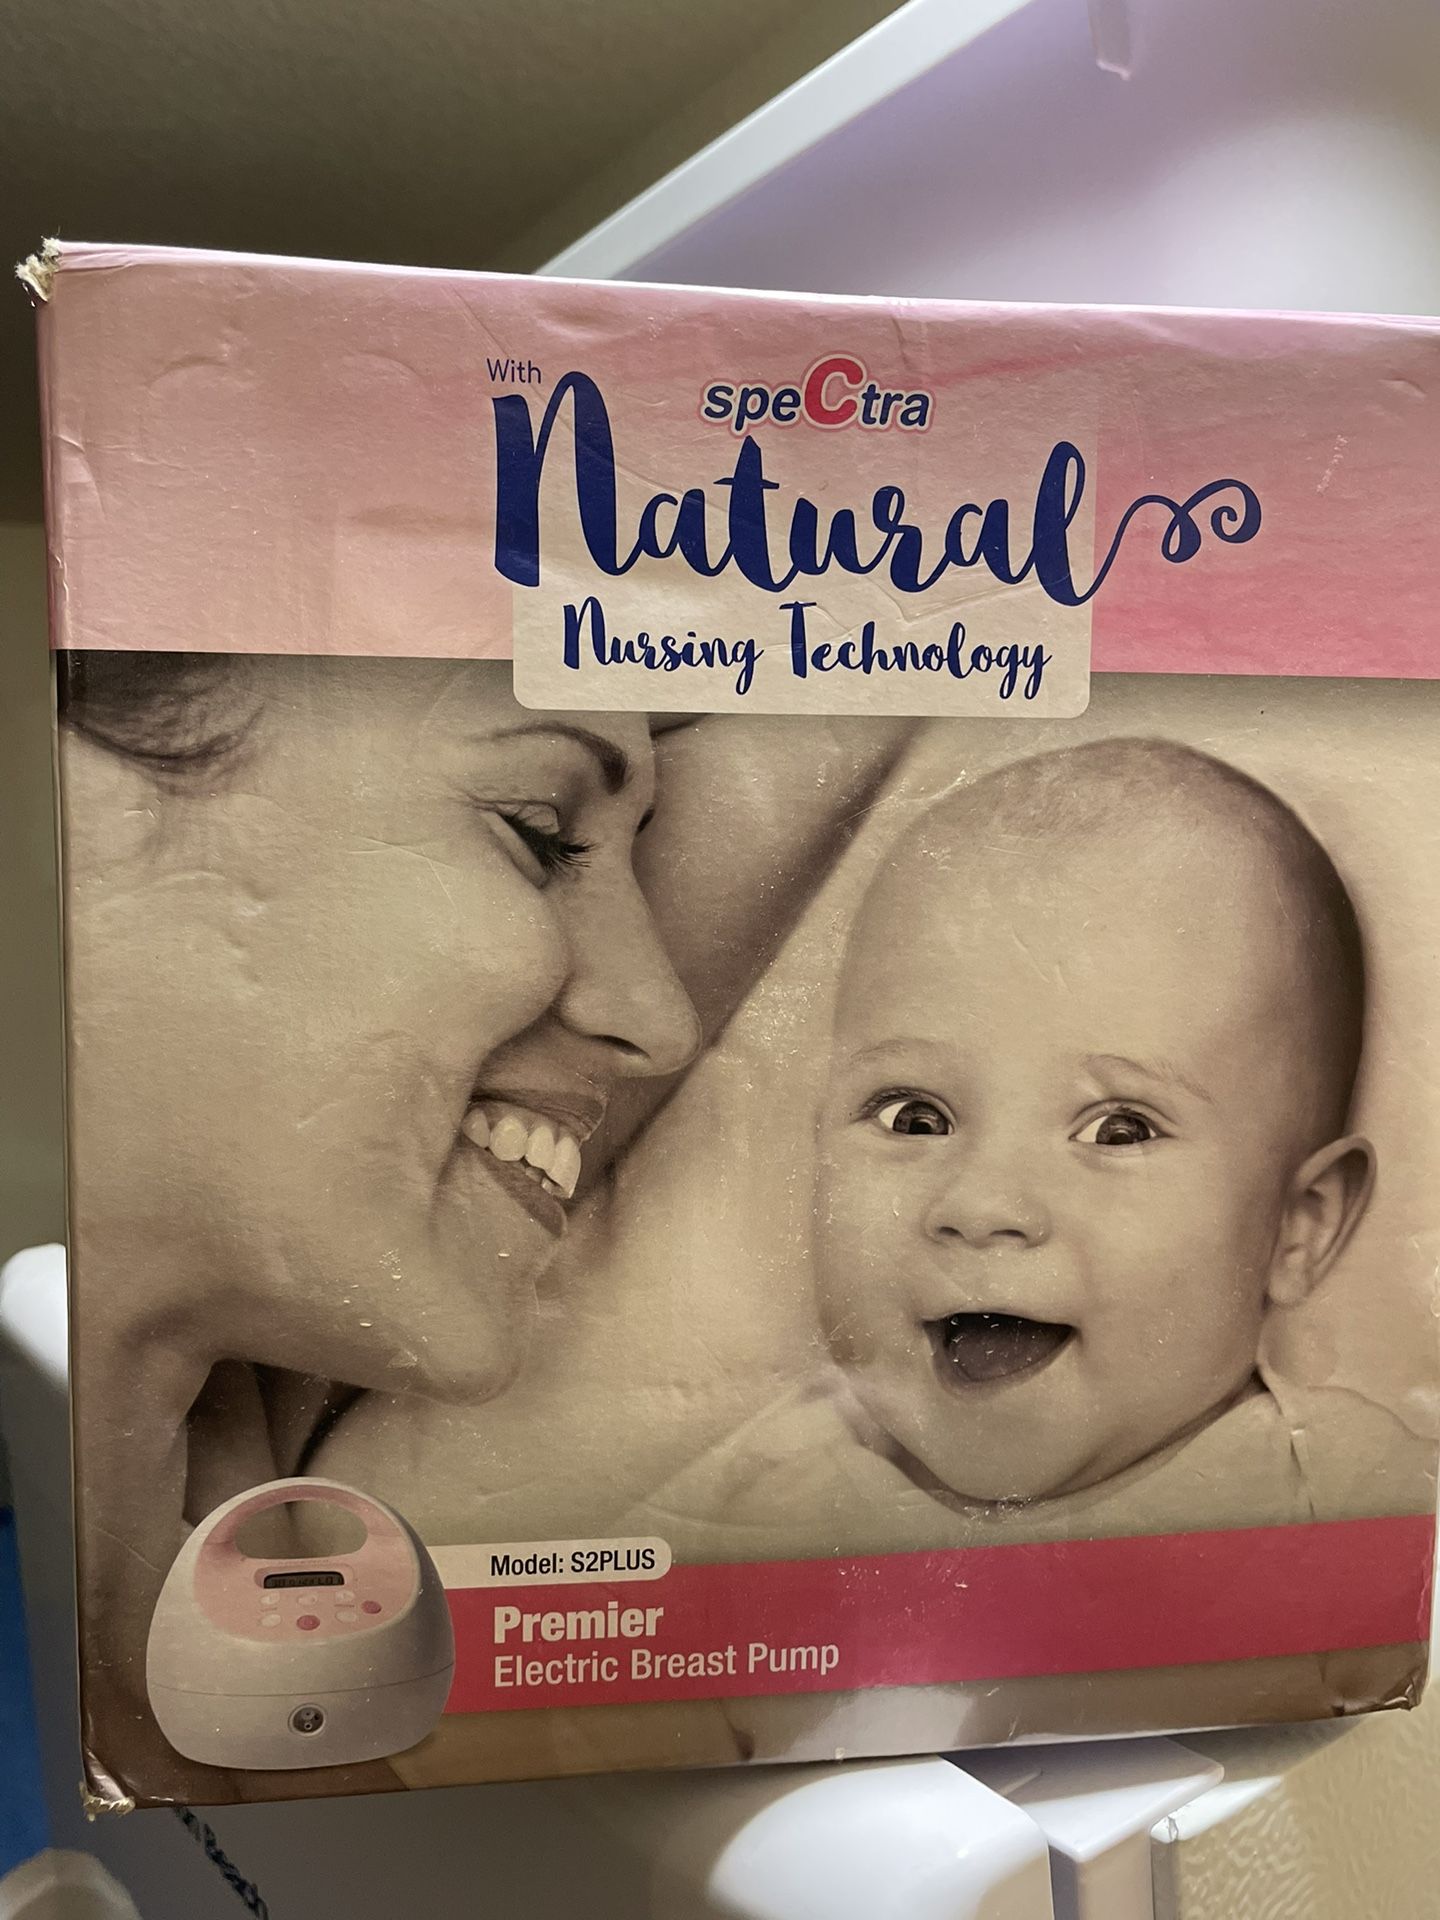 With
speCtra
Natural
Nursing Technology
Model: S2PLUS
Premier
Electric Breast Pump